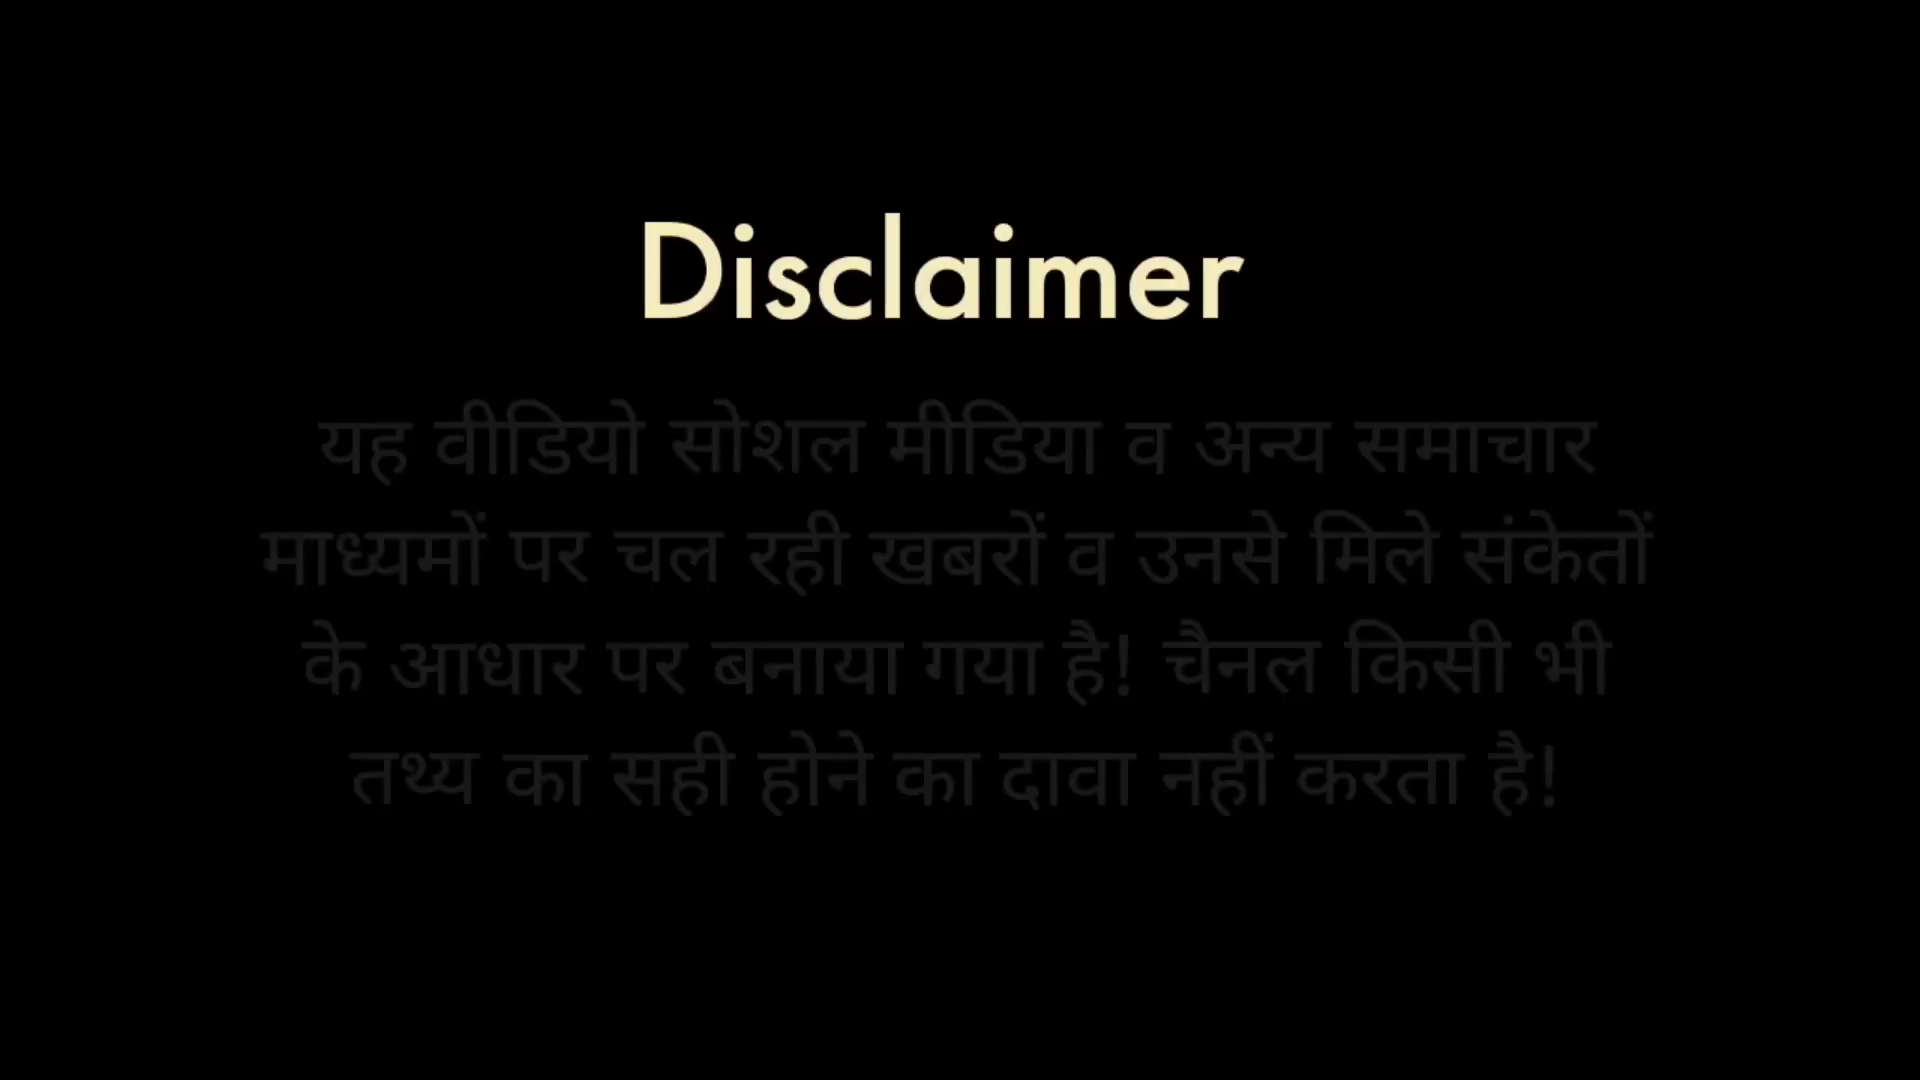 Disclaimer
यह वीडियो सोशल मीडिया व अन्य समाचार
माध्यमों पर चल रही खबरों व उनसे मिले संकेतों
के आधार पर बनाया गया है! चैनल किसी भी
तथ्य का सही होने का दावा नहीं करता है!